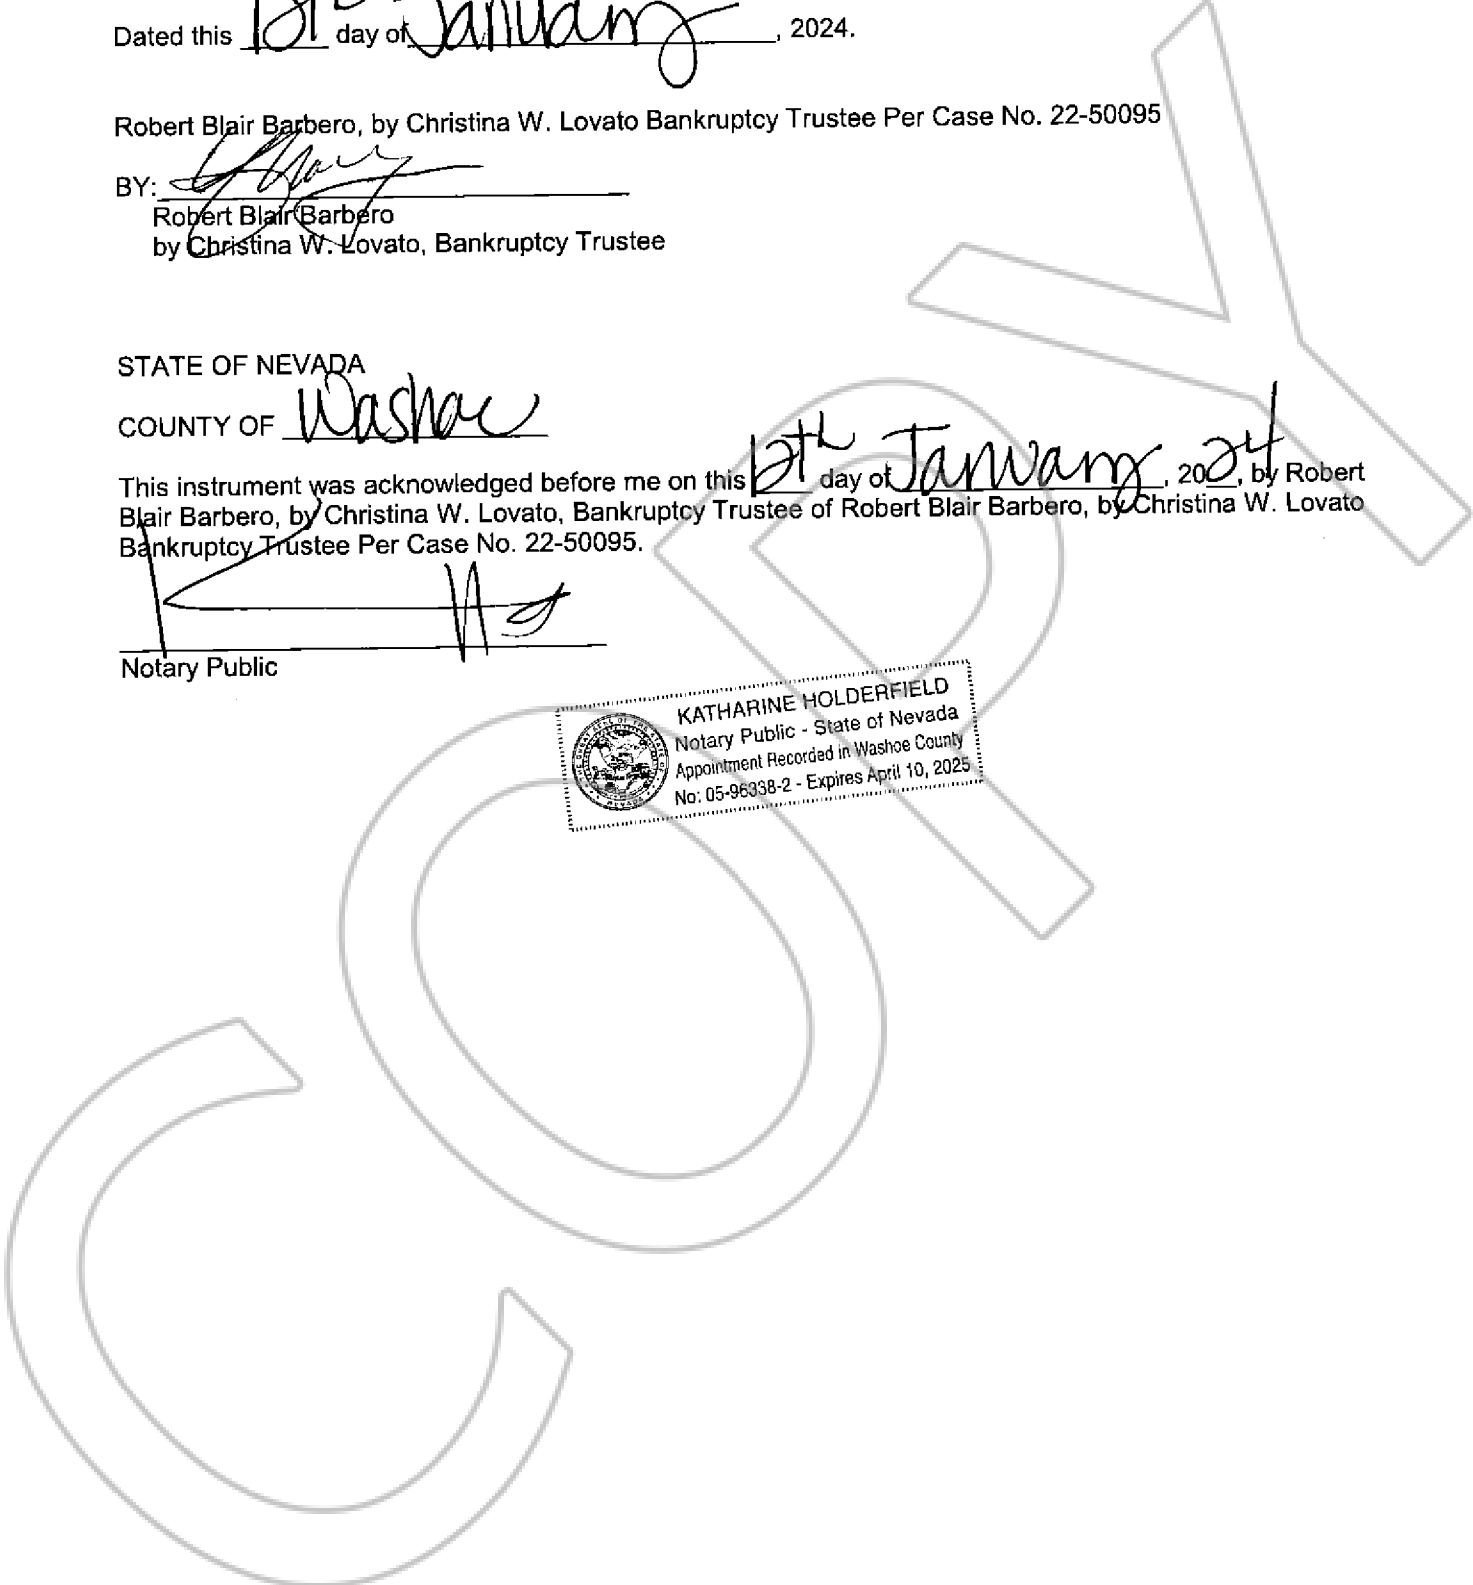 Dated this 12th day of January, 2024.
Robert Blair Barbero, by Christina W. Lovato Bankruptcy Trustee Per Case No. 22-50095
BY:
Robert Blair Barbero
by Christina W. Lovato, Bankruptcy Trustee
STATE OF NEVADA
COUNTY OF Washoe
This instrument was acknowledged before me on this 12th day of January, 2024, by Robert
Blair Barbero, by Christina W. Lovato, Bankruptcy Trustee of Robert Blair Barbero, by Christina W. Lovato
Bankruptcy Trustee Per Case No. 22-50095.
Notary Public
KATHARINE HOLDERFIELD
Notary Public - State of Nevada
Appointment Recorded in Washoe County
No: 05-96338-2 - Expires April 10, 2025
COPY